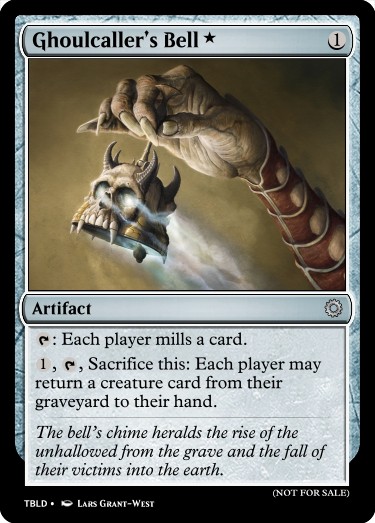 Ghoulcaller's Bell ★ 1
Artifact
: Each player mills a card.
1, , Sacrifice this: Each player may
return a creature card from their
graveyard to their hand.
The bell's chime heralds the rise of the
unhallowed from the grave and the fall of
their victims into the earth.
TBLD • Lars Grant-West
(NOT FOR SALE)